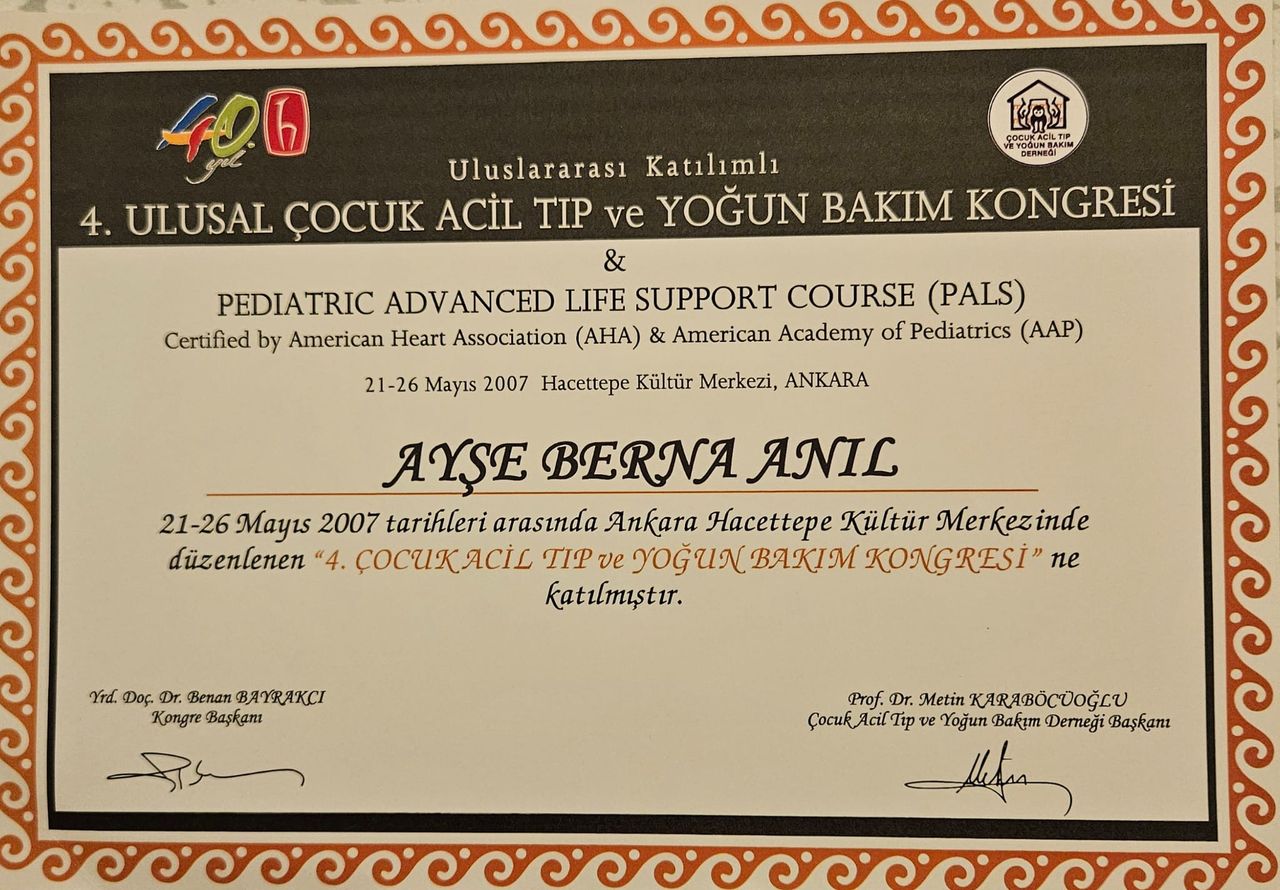 40. yıl
Uluslararası Katılımlı
4. ULUSAL ÇOCUK ACİL TIP ve YOĞUN BAKIM KONGRESİ
ÇOCUK ACİL TIP
VE YOĞUN BAKIM
DERNEĞİ
&
PEDIATRIC ADVANCED LIFE SUPPORT COURSE (PALS)
Certified by American Heart Association (AHA) & American Academy of Pediatrics (AAP)
21-26 Mayıs 2007 Hacettepe Kültür Merkezi, ANKARA
AYŞE BERNA ANIL
21-26 Mayıs 2007 tarihleri arasında Ankara Hacettepe Kültür Merkezinde
düzenlenen “4. ÇOCUK ACİL TIP ve YOĞUN BAKIM KONGRESİ” ne
katılmıştır.
Yrd. Doç. Dr. Benan BAYRAKCI
Kongre Başkanı
Prof. Dr. Metin KARABÖCÜOĞLU
Çocuk Acil Tıp ve Yoğun Bakım Derneği Başkanı